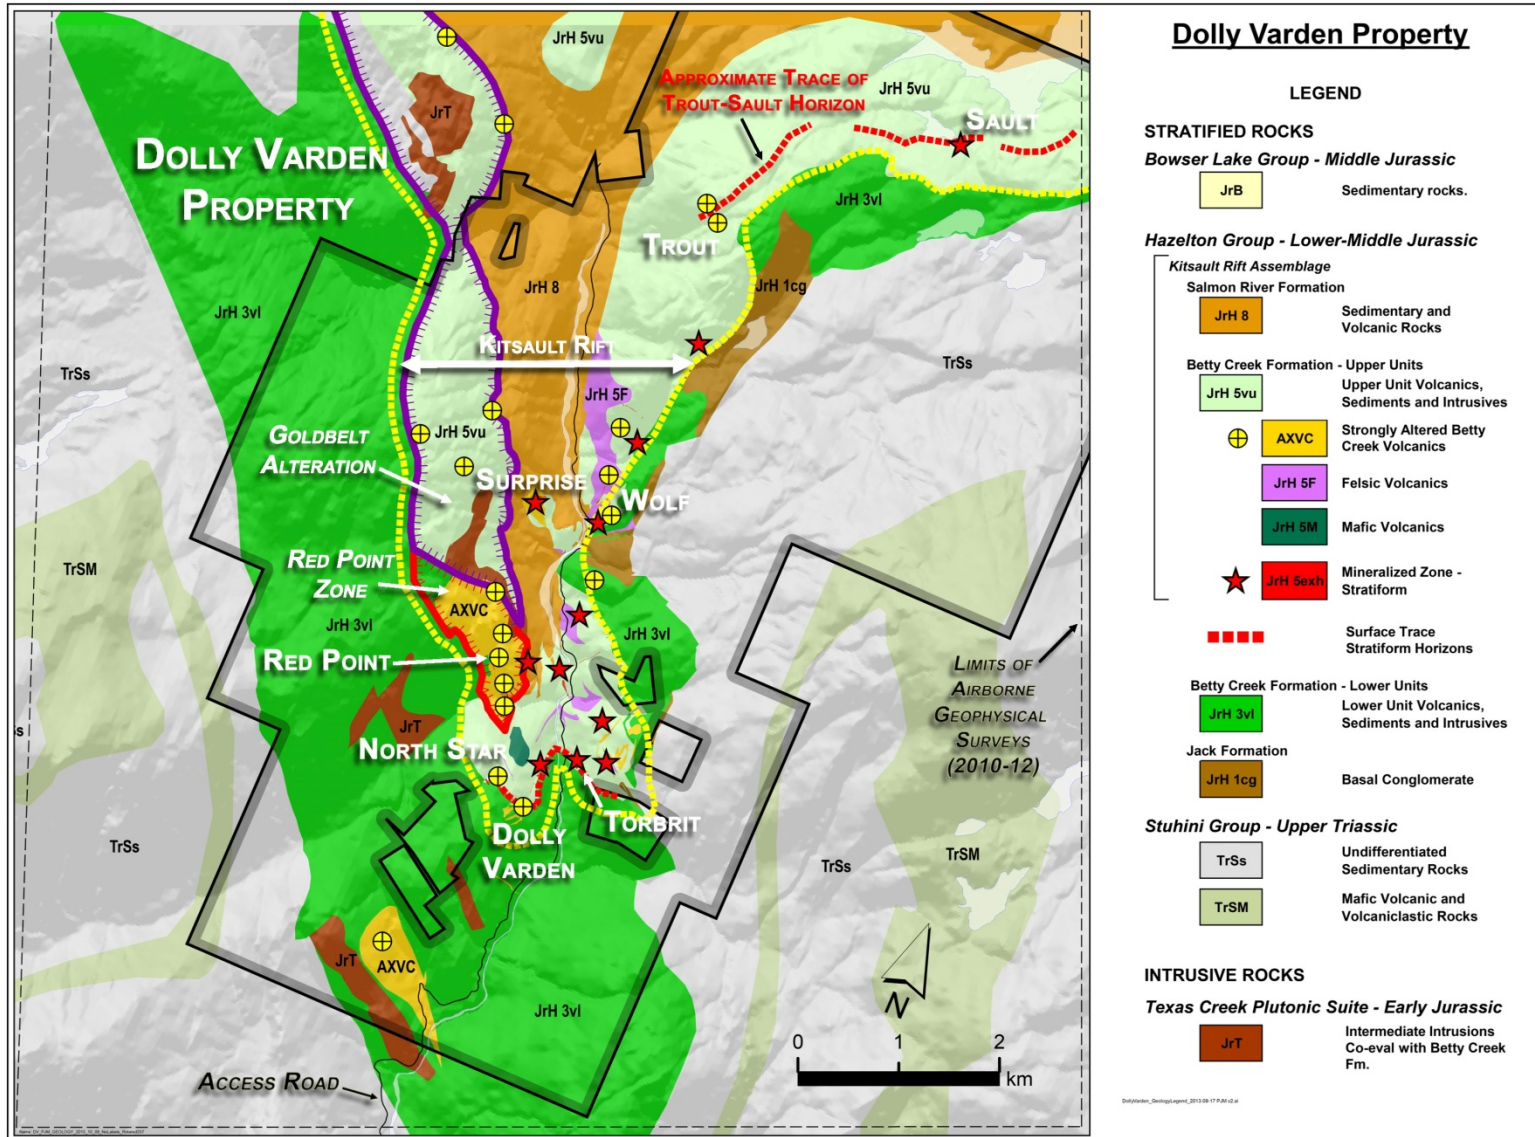 JrH 5vu
APPROXIMATE TRACE OF
TROUT-SAULT HORIZON
JrH 5vu
SAULT
JrT
DOLLY VARDEN
PROPERTY
TROUT
JrH 3vl
JrH 3vl
JrH 8
JrH 1cg
KITSAULT RIFT
TrSs
TrSs
JrH 5F
GOLDBELT
ALTERATION
JrH 5vu
SURPRISE
WOLF
RED POINT
ZONE
TrSM
AXVC
JrH 3vl
JrH 3vl
RED POINT
LIMITS OF
AIRBORNE
GEOPHYSICAL
SURVEYS
(2010-12)
JrT
NORTH STAR
TORBRIT
DOLLY
VARDEN
TrSs
TrSs
TrSM
JrT
AXVC
JrH 3vl
N
0 1 2
km
ACCESS ROAD
Dolly Varden Property
LEGEND
STRATIFIED ROCKS
Bowser Lake Group - Middle Jurassic
JrB Sedimentary rocks.
Hazelton Group - Lower-Middle Jurassic
Kitsault Rift Assemblage
Salmon River Formation
JrH 8 Sedimentary and
Volcanic Rocks
Betty Creek Formation - Upper Units
JrH 5vu Upper Unit Volcanics,
Sediments and Intrusives
AXVC Strongly Altered Betty
Creek Volcanics
JrH 5F Felsic Volcanics
JrH 5M Mafic Volcanics
JrH 5exh Mineralized Zone -
Stratiform
Surface Trace
Stratiform Horizons
Betty Creek Formation - Lower Units
JrH 3vl Lower Unit Volcanics,
Sediments and Intrusives
Jack Formation
JrH 1cg Basal Conglomerate
Stuhini Group - Upper Triassic
TrSs Undifferentiated
Sedimentary Rocks
TrSM Mafic Volcanic and
Volcaniclastic Rocks
INTRUSIVE ROCKS
Texas Creek Plutonic Suite - Early Jurassic
JrT Intermediate Intrusions
Co-eval with Betty Creek
Fm.